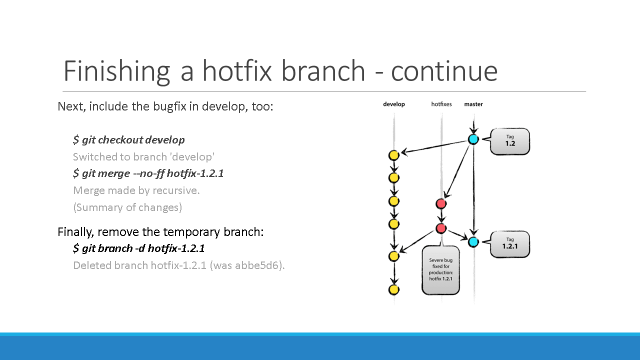 Finishing a hotfix branch - continue
Next, include the bugfix in develop, too:
$ git checkout develop
Switched to branch 'develop'
$ git merge --no-ff hotfix-1.2.1
Merge made by recursive.
(Summary of changes)
Finally, remove the temporary branch:
$ git branch -d hotfix-1.2.1
Deleted branch hotfix-1.2.1 (was abbe5d6).
develop
hotfixes
master
Tag
1.2
Tag
1.2.1
Severe bug
fixed for
production:
hotfix 1.2.1